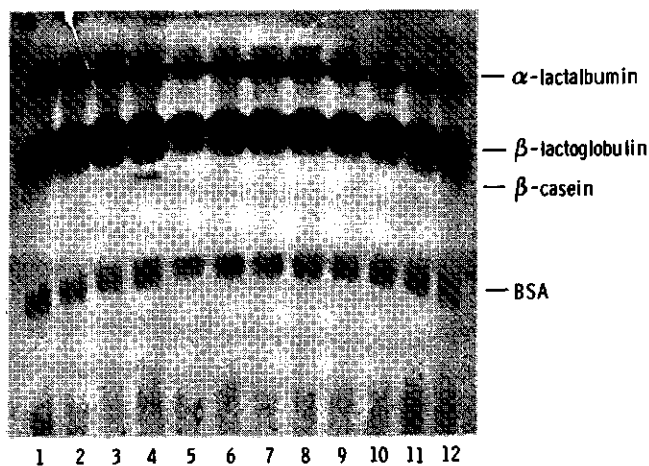 α-lactalbumin
β-lactoglobulin
β-casein
BSA
1 2 3 4 5 6 7 8 9 10 11 12